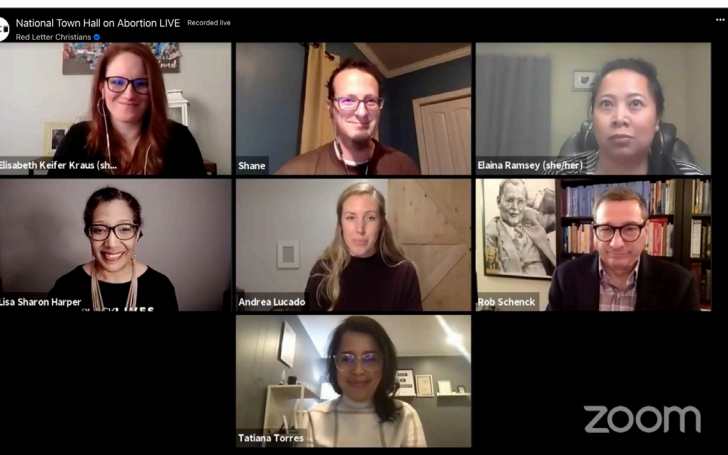 National Town Hall on Abortion LIVE Recorded live
Red Letter Christians
Elisabeth Keifer Kraus (sh...
Shane
Elaina Ramsey (she/her)
Lisa Sharon Harper
Andrea Lucado
Rob Schenck
Tatiana Torres
zoom